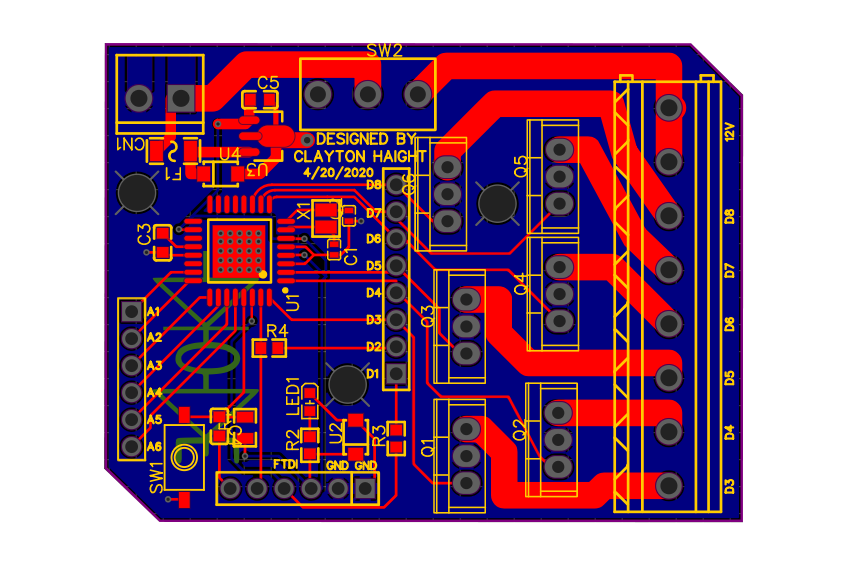 SW2
C5
CN1
F1
U4
U3
DESIGNED BY
CLAYTON HAIGHT
4/20/2020
12V
D8
D7
D6
D5
D4
D3
D8
D7
D6
D5
D4
D3
D2
D1
Q6
Q5
Q4
Q3
Q2
Q1
X1
C3
C1
U1
A1
A2
A3
A4
A5
A6
R4
LED1
R2
U2
R3
SW1
FTDI
GND GND